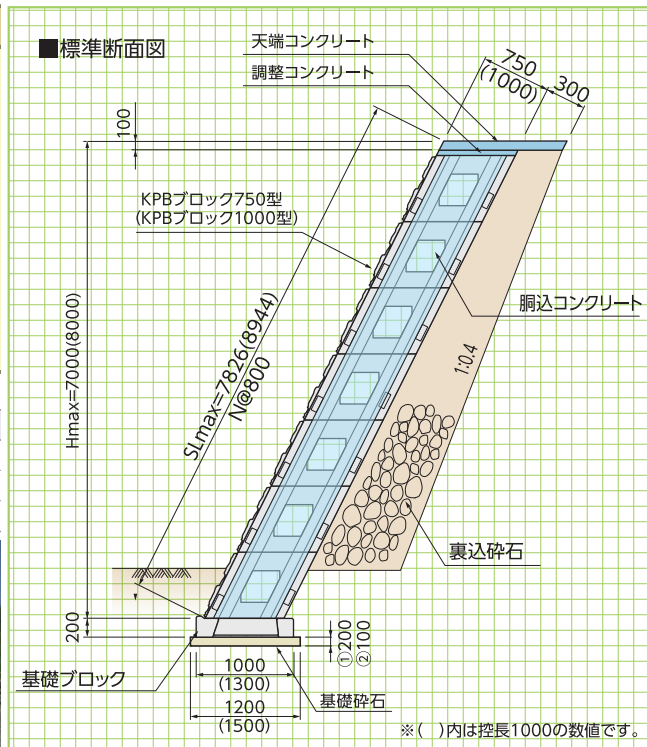 ■標準断面図
天端コンクリート
調整コンクリート
750
(1000)
300
100
KPBブロック750型
(KPBブロック1000型)
胴込コンクリート
Hmax=7000(8000)
SLmax=7826(8944)
N@800
1:0.4
裏込砕石
200
①200
②100
基礎ブロック
1000
(1300)
基礎砕石
1200
(1500)
※( )内は控長1000の数値です。